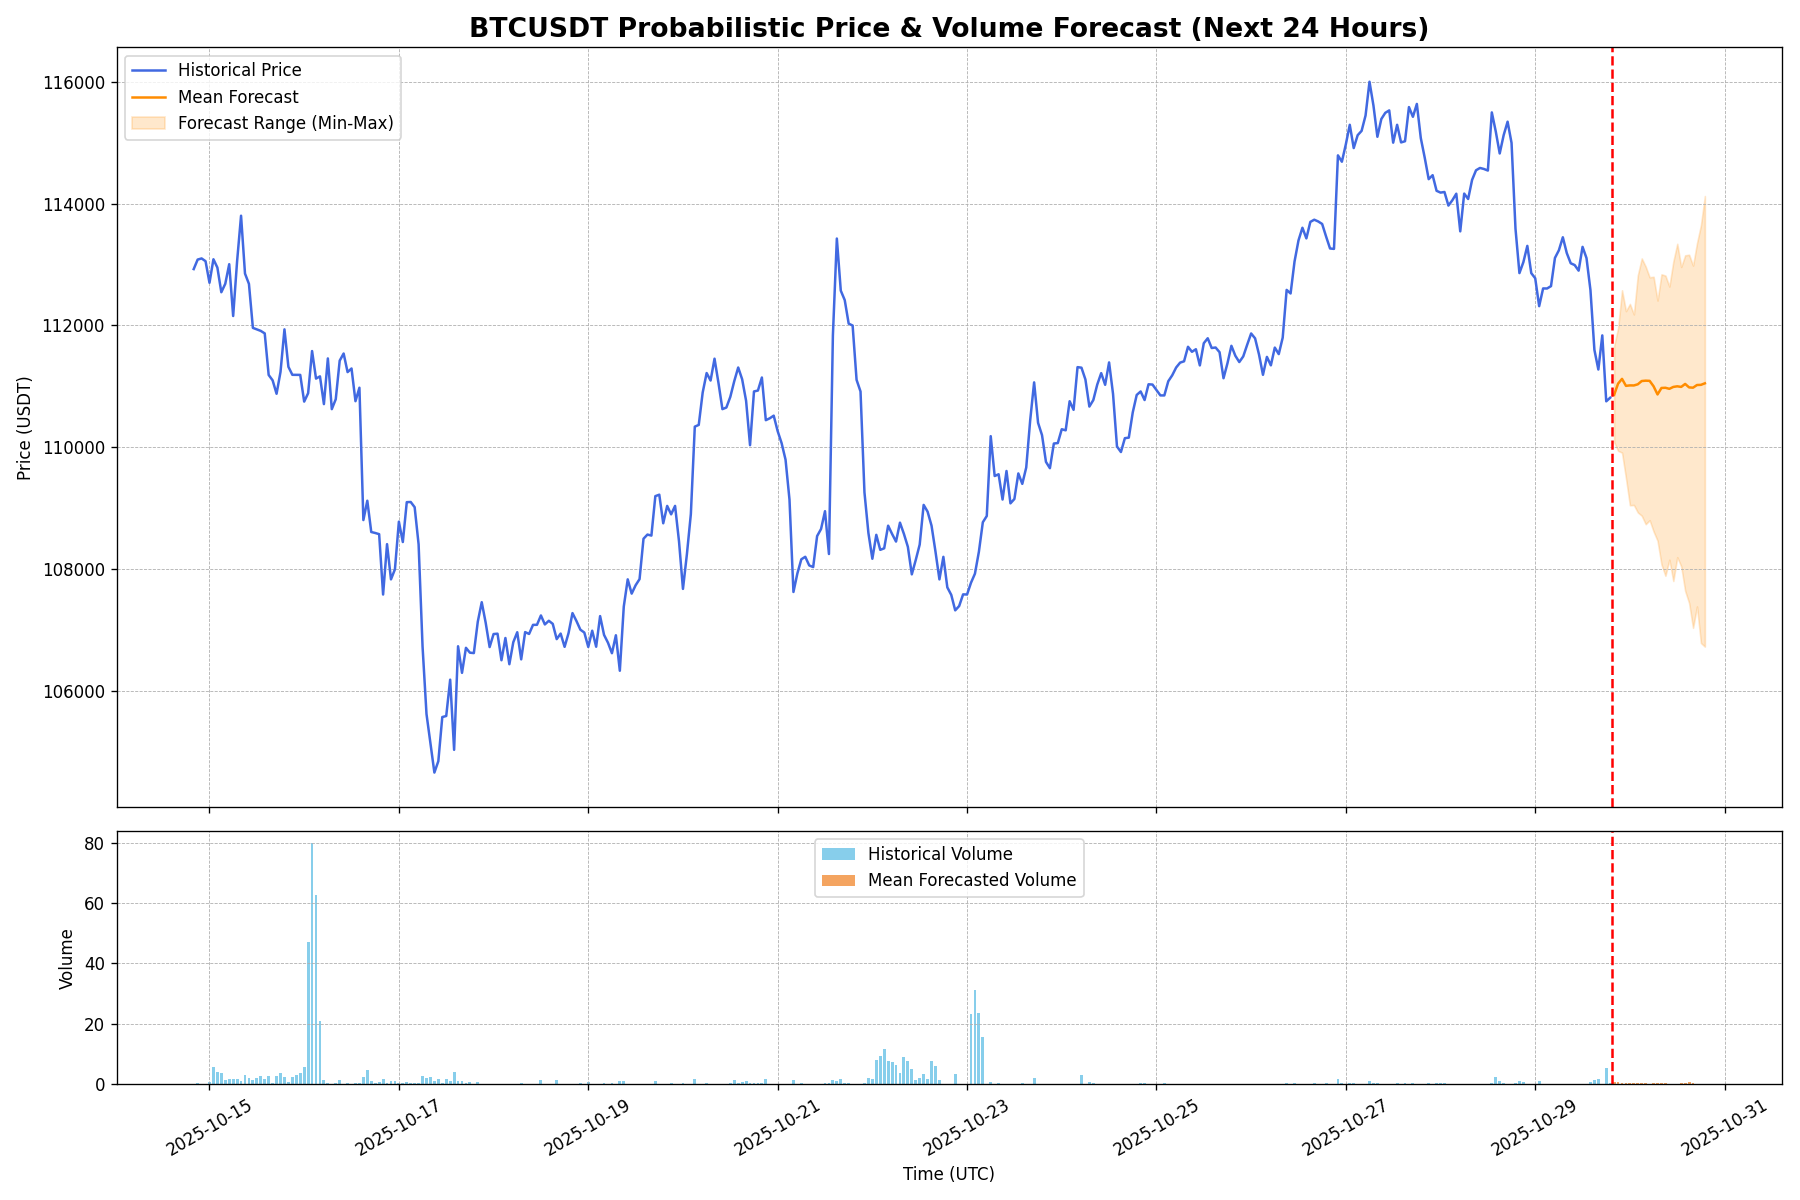 BTCUSDT Probabilistic Price & Volume Forecast (Next 24 Hours)
Historical Price
Mean Forecast
Forecast Range (Min-Max)
Price (USDT)
116000
114000
112000
110000
108000
106000
Historical Volume
Mean Forecasted Volume
Volume
80
60
40
20
0
2025-10-15
2025-10-17
2025-10-19
2025-10-21
2025-10-23
2025-10-25
2025-10-27
2025-10-29
2025-10-31
Time (UTC)